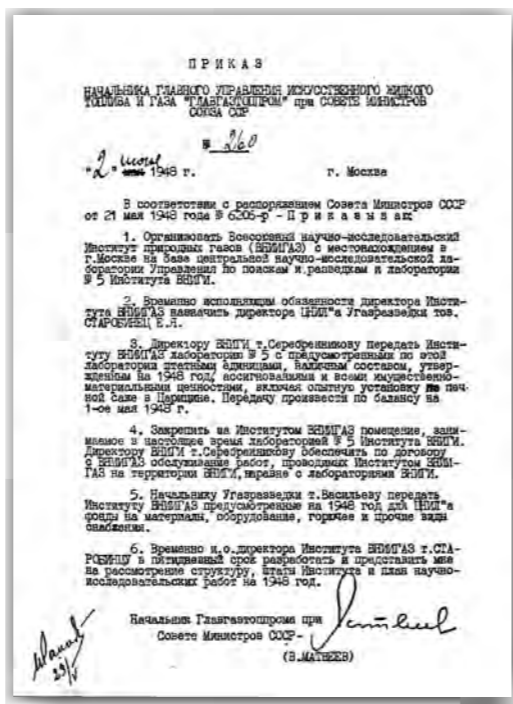 ПРИКАЗ
НАЧАЛЬНИКА ГЛАВНОГО УПРАВЛЕНИЯ ИСКУССТВЕННОГО ЖИДКОГО
ТОПЛИВА И ГАЗА "ГЛАВГАЗТОППРОМ" при СОВЕТЕ МИНИСТРОВ
СОЮЗА ССР
№ 260
"2" июня 1948 г. г. Москва
В соответствии с распоряжением Совета Министров СССР
от 21 мая 1948 года № 6206-р - Приказываю:
1. Организовать Всесоюзный научно-исследовательский
Институт природных газов (ВНИИГАЗ) с местонахождением в
г.Москве на базе центральной научно-исследовательской ла-
боратории Управления по поискам и разведкам и лаборатории
№ 5 Института ВНИГИ.
2. Временно исполняющим обязанности директора Инсти-
тута ВНИИГАЗ назначить директора ЦНИЛ"а Угазразведки тов.
СТАРОБИНЕЦ Е.Я.
3. Директору ВНИГИ т.Серебренникову передать Инсти-
туту ВНИИГАЗ лабораторию № 5 с предусмотренными по этой
лаборатории штатными единицами, наличным составом, утвер-
жденным на 1948 год, ассигнованиями и всеми имущественно-
материальными ценностями, включая опытную установку по печ-
ной саже в Царицине. Передачу произвести по балансу на
1-ое мая 1948 г.
4. Закрепить за Институтом ВНИИГАЗ помещение, зани-
маемое в настоящее время лабораторией № 5 Института ВНИГИ.
Директору ВНИГИ т.Серебренникову обеспечить по договору
с ВНИИГАЗ обслуживание работ, проводимых Институтом ВНИИ-
ГАЗ на территории ВНИГИ, наравне с лабораториями ВНИГИ.
5. Начальнику Угазразведки т.Васильеву передать
Институту ВНИИГАЗ предусмотренные на 1948 год для ЦНИЛ"а
фонды на материалы, оборудование, горючее и прочие виды
снабжения.
6. Временно и.о.директора Института ВНИИГАЗ т.СТА-
РОБИНЦУ в пятидневный срок разработать и представить мне
на рассмотрение структуру, штаты Института и план научно-
исследовательских работ на 1948 год.
Начальник Главгазтоппрома при
Совете Министров СССР-
(В.МАТВЕЕВ)
29/V